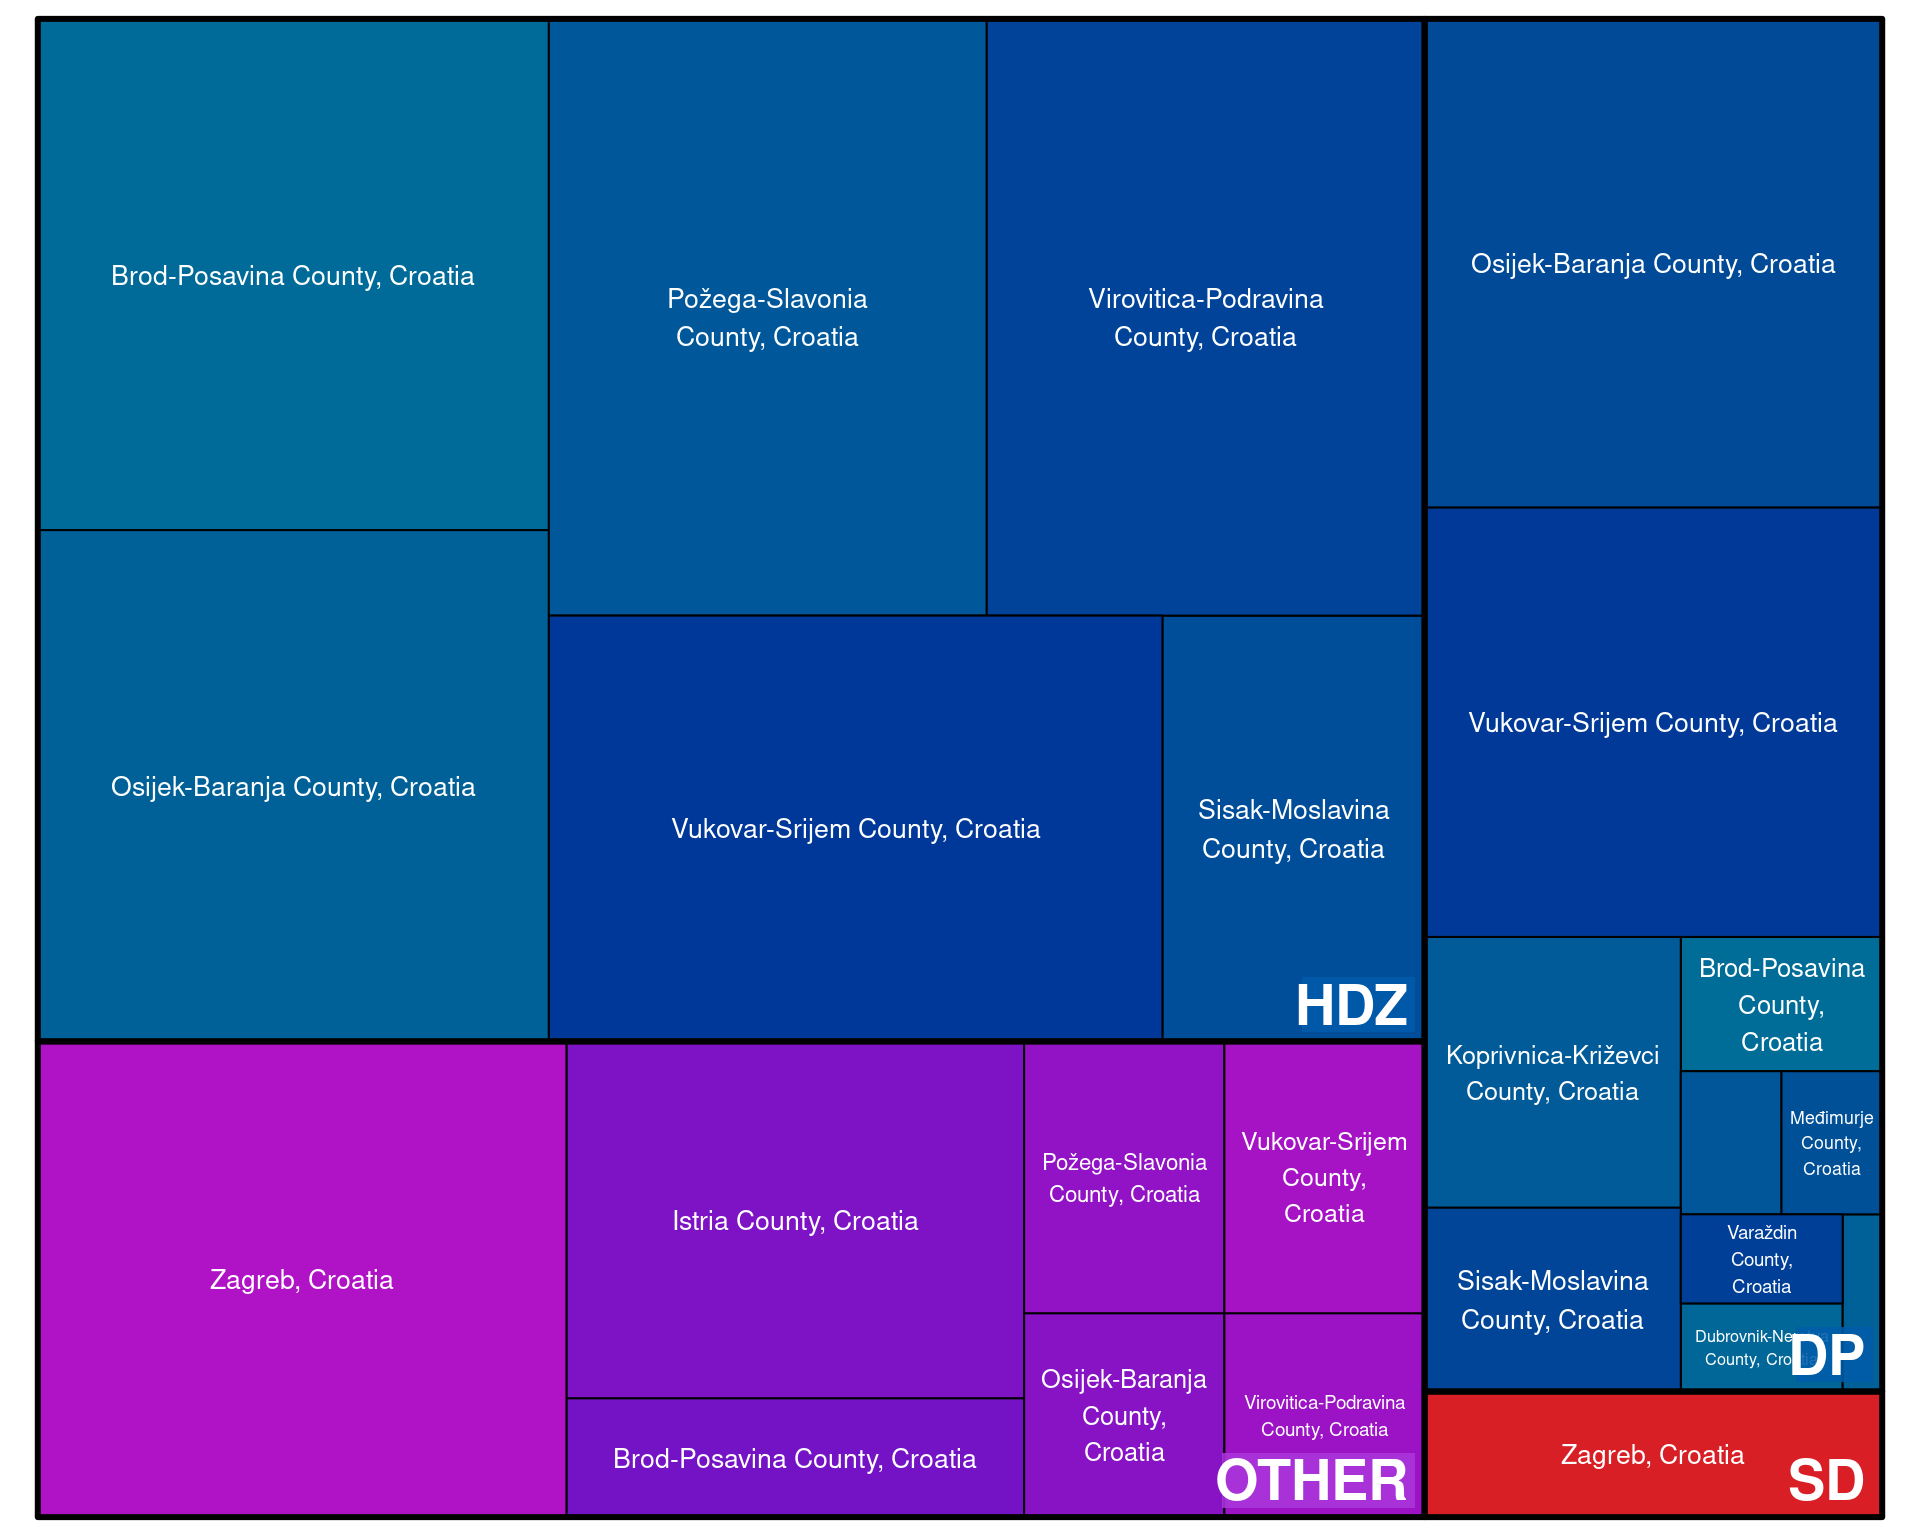 Brod-Posavina County, Croatia
Osijek-Baranja County, Croatia
Požega-Slavonia
County, Croatia
Virovitica-Podravina
County, Croatia
Vukovar-Srijem County, Croatia
Sisak-Moslavina
County, Croatia
HDZ
Osijek-Baranja County, Croatia
Vukovar-Srijem County, Croatia
Koprivnica-Križevci
County, Croatia
Brod-Posavina
County,
Croatia
Međimurje
County,
Croatia
Sisak-Moslavina
County, Croatia
Varaždin
County,
Croatia
County,
DP
Zagreb, Croatia
Istria County, Croatia
Brod-Posavina County, Croatia
Požega-Slavonia
County, Croatia
Vukovar-Srijem
County,
Croatia
Osijek-Baranja
County,
Croatia
Virovitica-Podravina
County, Croatia
OTHER
Zagreb, Croatia
SD